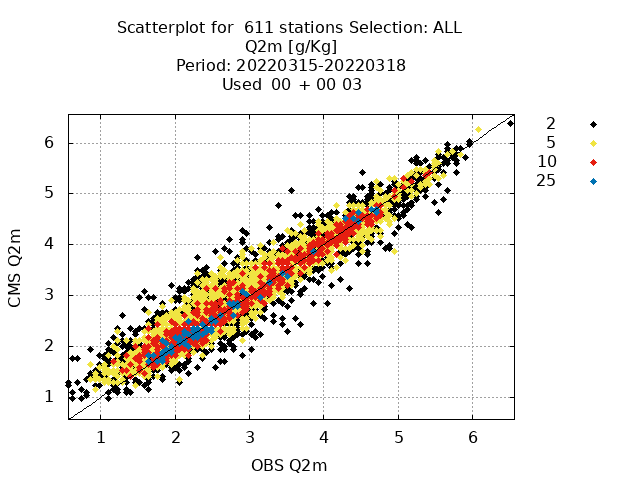 Scatterplot for  611 stations Selection: ALL
Q2m [g/Kg]
Period: 20220315-20220318
Used  00  + 00 03
2
5
10
25
CMS Q2m
6
5
4
3
2
1
1 2 3 4 5 6
OBS Q2m